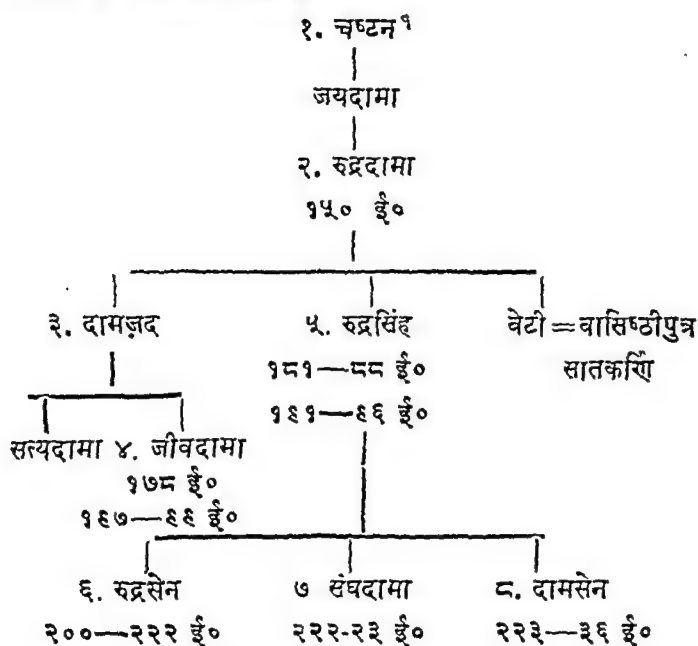 १. चष्टन १
जयदामा
२. रुद्रदामा
१५० ई०
३. दामज़द ५. रुद्रसिंह वेटी = वासिष्ठीपुत्र
१८१—८८ ई० सातकर्णि
१९१—९६ ई०
सत्यदामा ४. जीवदामा
१७८ ई०
१९७—९९ ई०
६. रुद्रसेन ७ संघदामा ८. दामसेन
२००—२२२ ई० २२२-२३ ई० २२३—३६ ई०